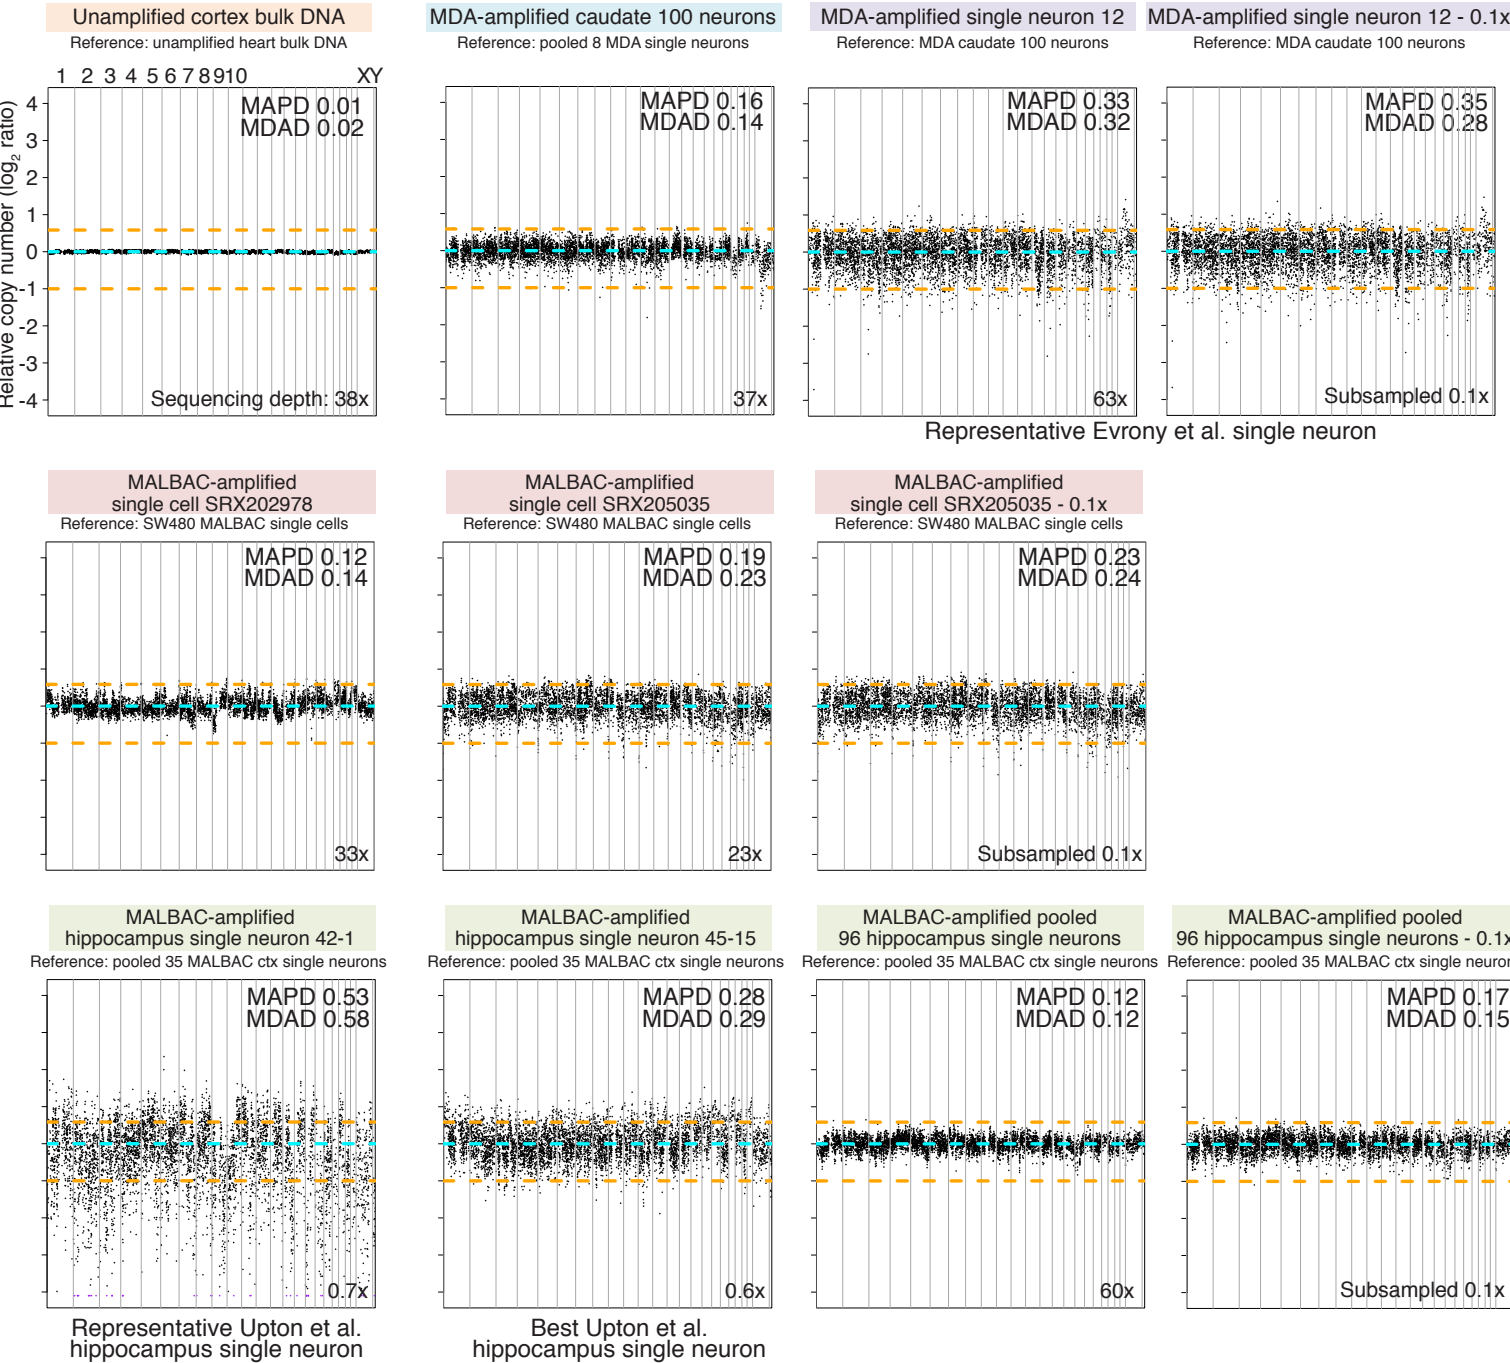 Unamplified cortex bulk DNA
Reference: unamplified heart bulk DNA
MDA-amplified caudate 100 neurons
Reference: pooled 8 MDA single neurons
MDA-amplified single neuron 12
Reference: MDA caudate 100 neurons
MDA-amplified single neuron 12 - 0.1x
Reference: MDA caudate 100 neurons
1 2 3 4 5 6 7 8 9 10 XY
Relative copy number (log2 ratio)
4
3
2
1
0
-1
-2
-3
-4
MAPD 0.01
MDAD 0.02
Sequencing depth: 38x
MAPD 0.16
MDAD 0.14
37x
MAPD 0.33
MDAD 0.32
63x
MAPD 0.35
MDAD 0.28
Subsampled 0.1x
Representative Evrony et al. single neuron
MALBAC-amplified
single cell SRX202978
Reference: SW480 MALBAC single cells
MAPD 0.12
MDAD 0.14
33x
MALBAC-amplified
single cell SRX205035
Reference: SW480 MALBAC single cells
MAPD 0.19
MDAD 0.23
23x
MALBAC-amplified
single cell SRX205035 - 0.1x
Reference: SW480 MALBAC single cells
MAPD 0.23
MDAD 0.24
Subsampled 0.1x
MALBAC-amplified
hippocampus single neuron 42-1
Reference: pooled 35 MALBAC ctx single neurons
MAPD 0.53
MDAD 0.58
0.7x
Representative Upton et al.
hippocampus single neuron
MALBAC-amplified
hippocampus single neuron 45-15
Reference: pooled 35 MALBAC ctx single neurons
MAPD 0.28
MDAD 0.29
0.6x
Best Upton et al.
hippocampus single neuron
MALBAC-amplified pooled
96 hippocampus single neurons
Reference: pooled 35 MALBAC ctx single neurons
MAPD 0.12
MDAD 0.12
60x
MALBAC-amplified pooled
96 hippocampus single neurons - 0.1x
Reference: pooled 35 MALBAC ctx single neuron
MAPD 0.17
MDAD 0.15
Subsampled 0.1x